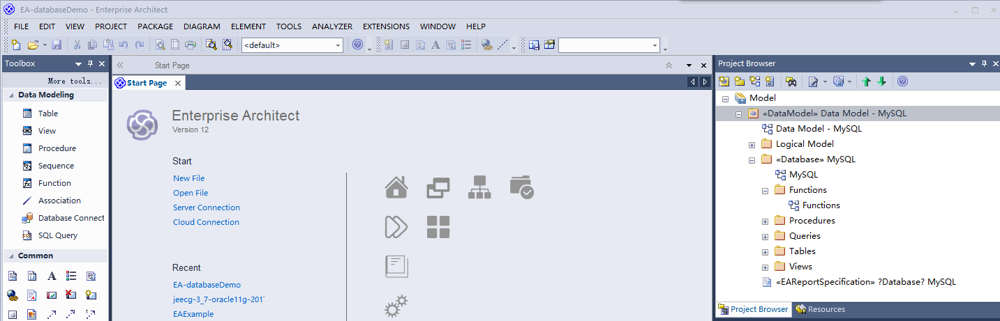 EA-databaseDemo - Enterprise Architect
FILE EDIT VIEW PROJECT PACKAGE DIAGRAM ELEMENT TOOLS ANALYZER EXTENSIONS WINDOW HELP
<default>
Toolbox
More tools...
Data Modeling
Table
View
Procedure
Sequence
Function
Association
Database Connect
SQL Query
Common
Start Page
Start Page
Enterprise Architect
Version 12
Start
New File
Open File
Server Connection
Cloud Connection
Recent
EA-databaseDemo
jeecg-3_7-oracle11g-2017
EAExample
Project Browser
Model
«DataModel» Data Model - MySQL
Data Model - MySQL
Logical Model
«Database» MySQL
MySQL
Functions
Functions
Procedures
Queries
Tables
Views
«EAReportSpecification» ?Database? MySQL
Project Browser Resources